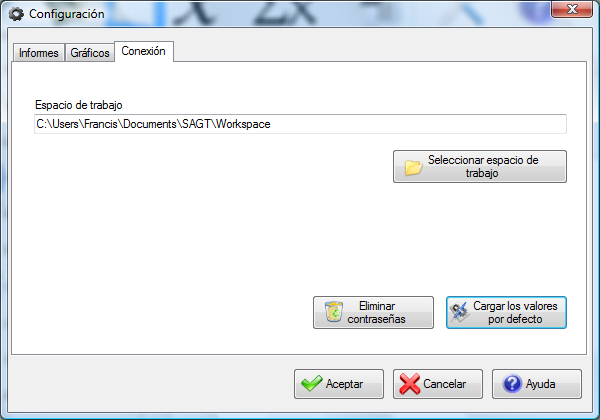 Configuración
Informes Gráficos Conexión
Espacio de trabajo
C:\Users\Francis\Documents\SAGT\Workspace
Seleccionar espacio de
trabajo
Eliminar
contraseñas
Cargar los valores
por defecto
Aceptar Cancelar Ayuda